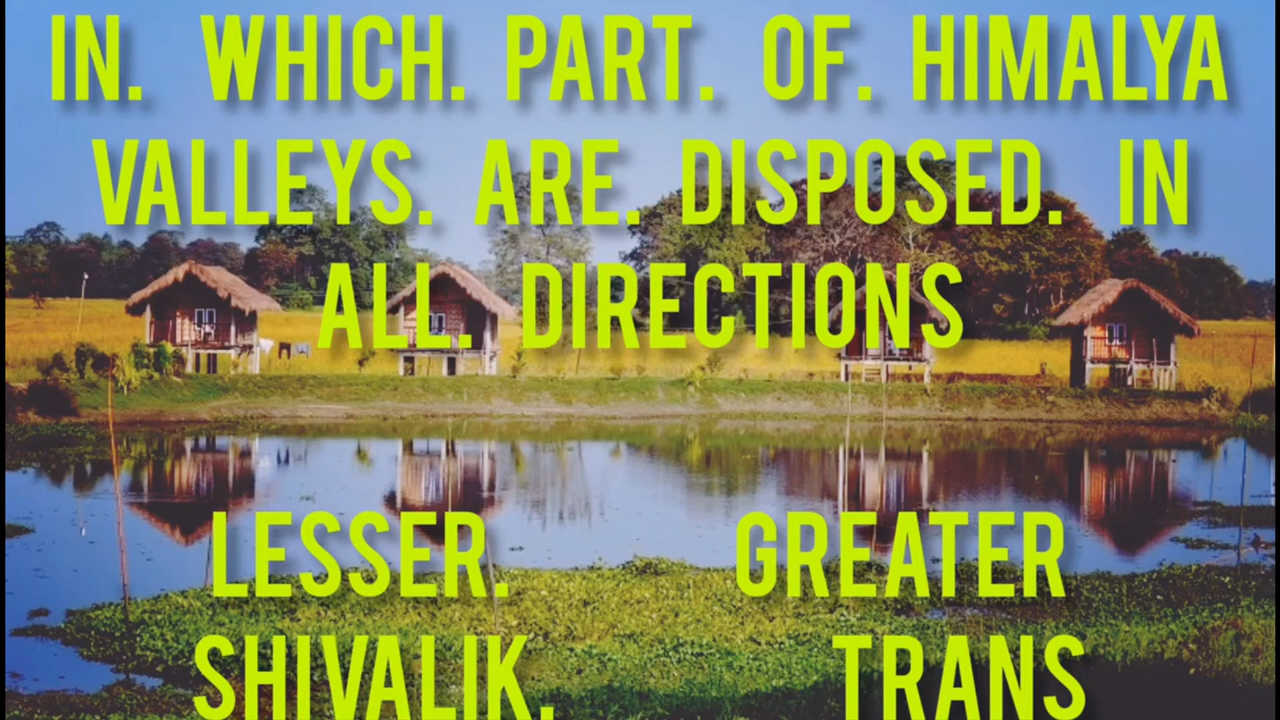 IN. WHICH. PART. OF. HIMALYA
VALLEYS. ARE. DISPOSED. IN
ALL. DIRECTIONS
LESSER. GREATER
SHIVALIK. TRANS